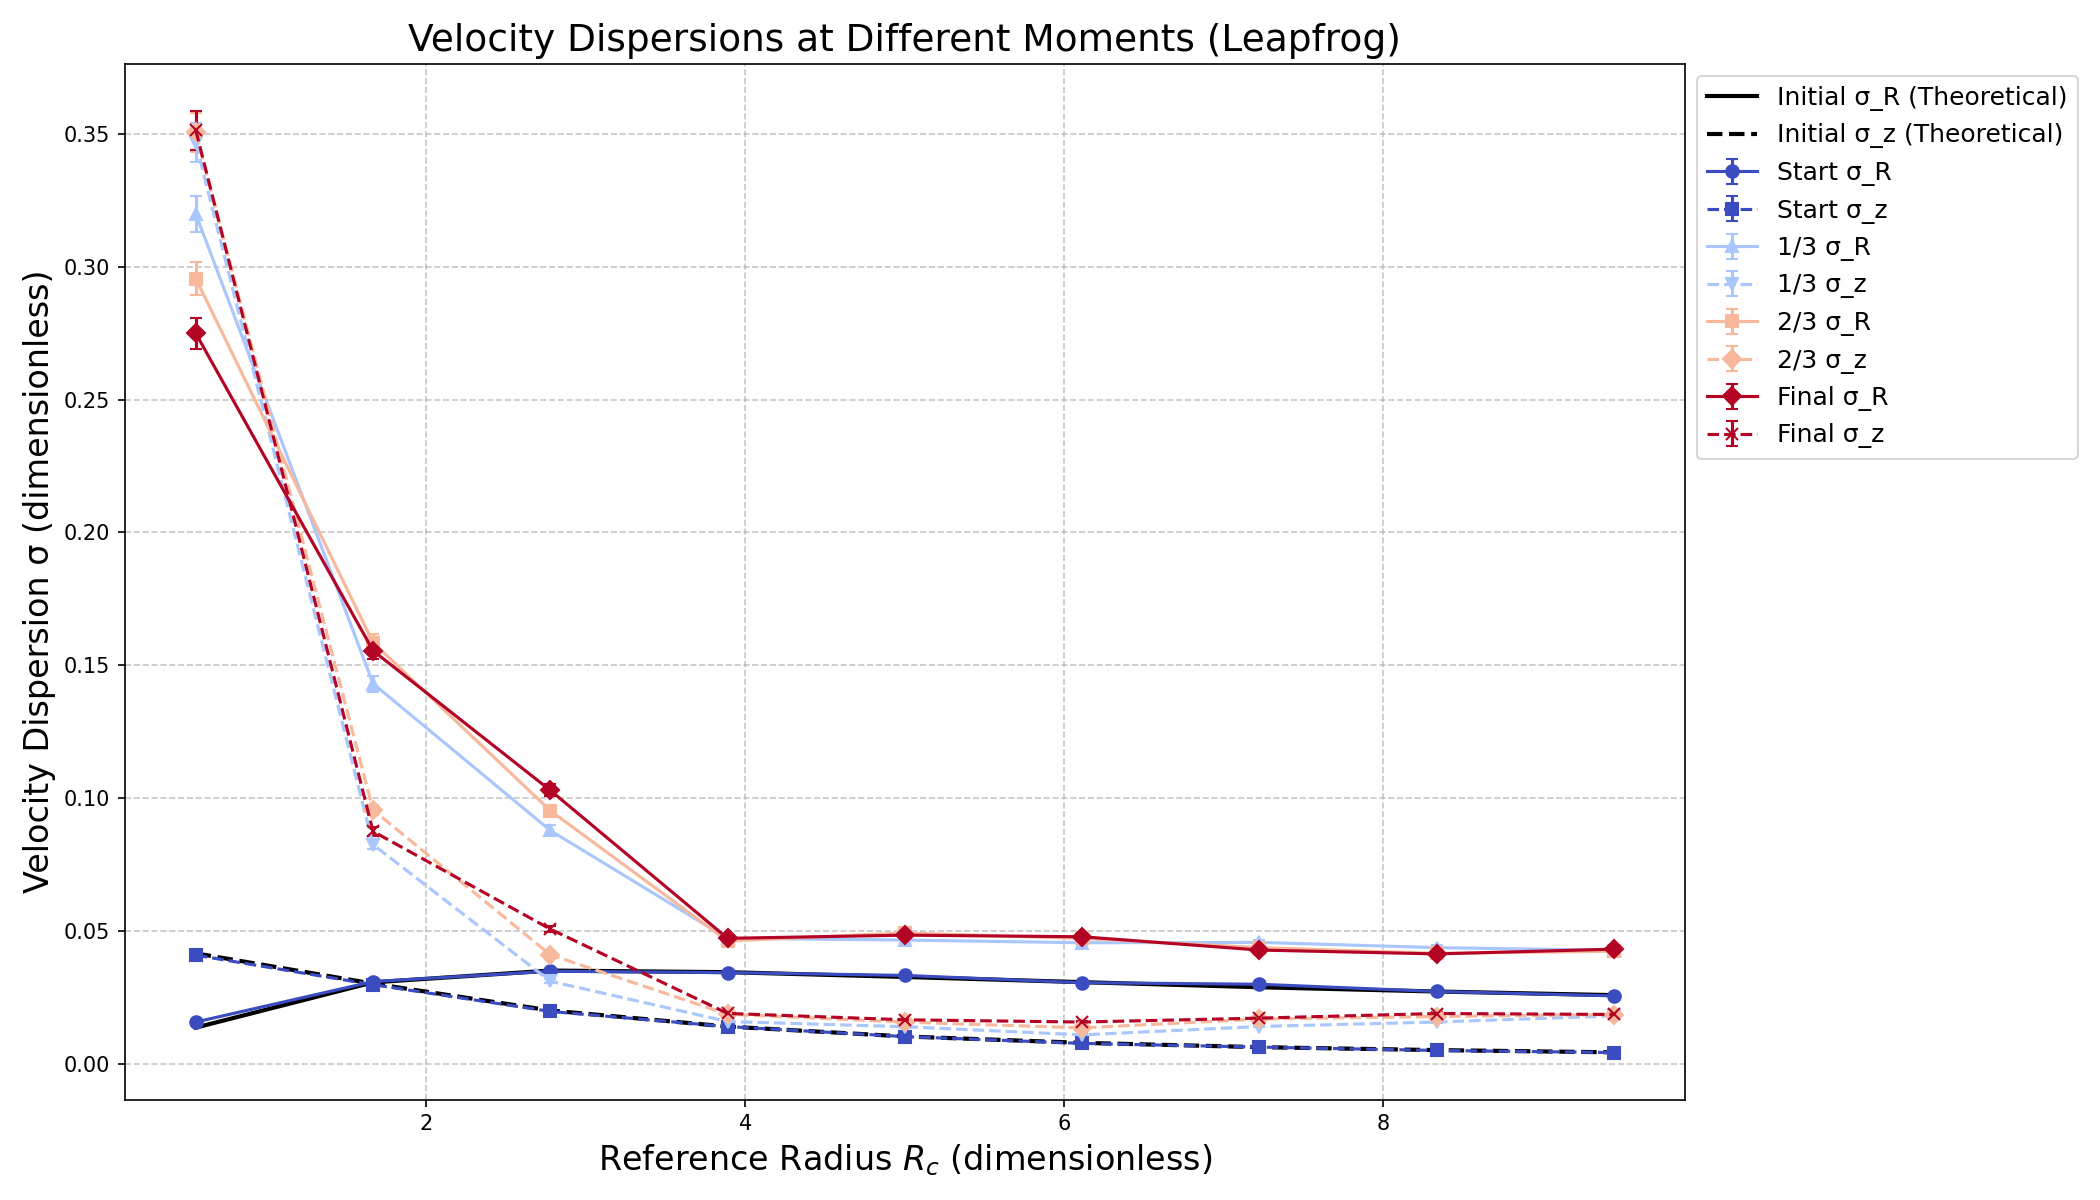 Velocity Dispersions at Different Moments (Leapfrog)
Velocity Dispersion σ (dimensionless)
0.35
0.30
0.25
0.20
0.15
0.10
0.05
0.00
2 4 6 8
Reference Radius R_c (dimensionless)
Initial σ_R (Theoretical)
Initial σ_z (Theoretical)
Start σ_R
Start σ_z
1/3 σ_R
1/3 σ_z
2/3 σ_R
2/3 σ_z
Final σ_R
Final σ_z